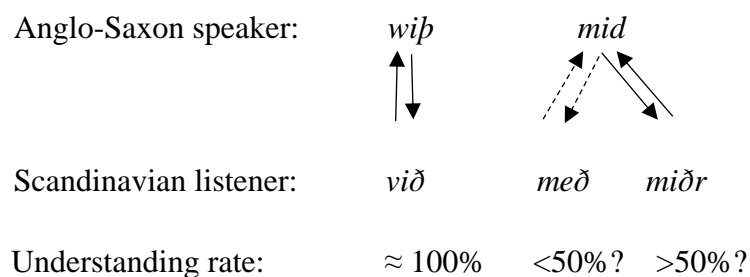 Anglo-Saxon speaker: wiþ mid
Scandinavian listener: við með miðr
Understanding rate: ≈ 100% <50%? >50%?